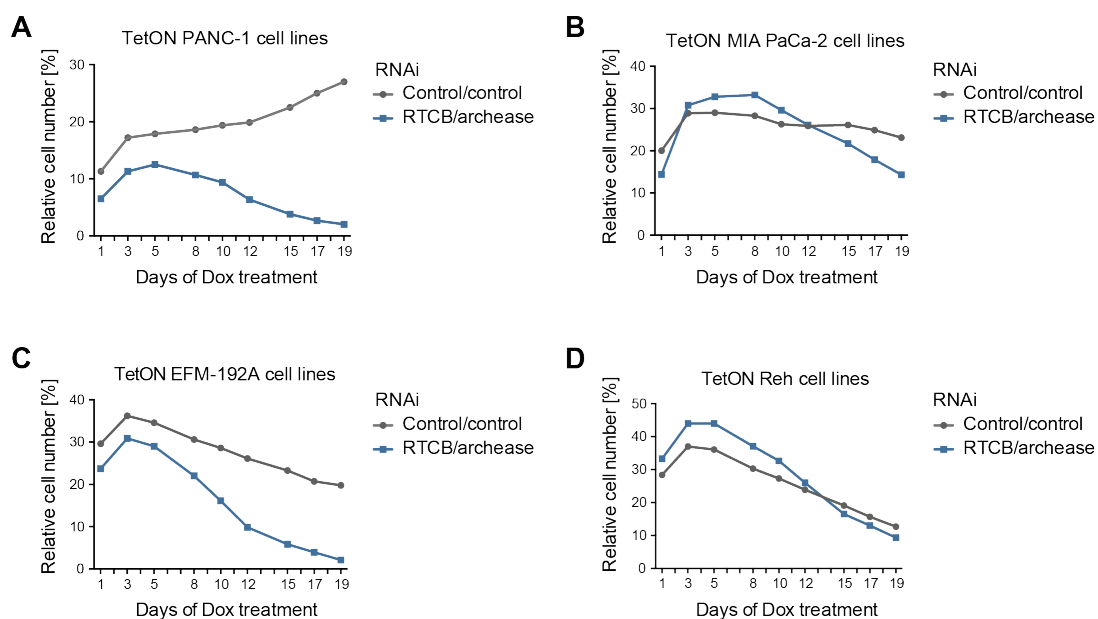 A
TetON PANC-1 cell lines
Relative cell number [%]
30
20
10
0
1 3 5 8 10 12 15 17 19
Days of Dox treatment
RNAi
Control/control
RTCB/archease
B
TetON MIA PaCa-2 cell lines
Relative cell number [%]
40
30
20
10
0
1 3 5 8 10 12 15 17 19
Days of Dox treatment
RNAi
Control/control
RTCB/archease
C
TetON EFM-192A cell lines
Relative cell number [%]
40
30
20
10
0
1 3 5 8 10 12 15 17 19
Days of Dox treatment
RNAi
Control/control
RTCB/archease
D
TetON Reh cell lines
Relative cell number [%]
50
40
30
20
10
0
1 3 5 8 10 12 15 17 19
Days of Dox treatment
RNAi
Control/control
RTCB/archease